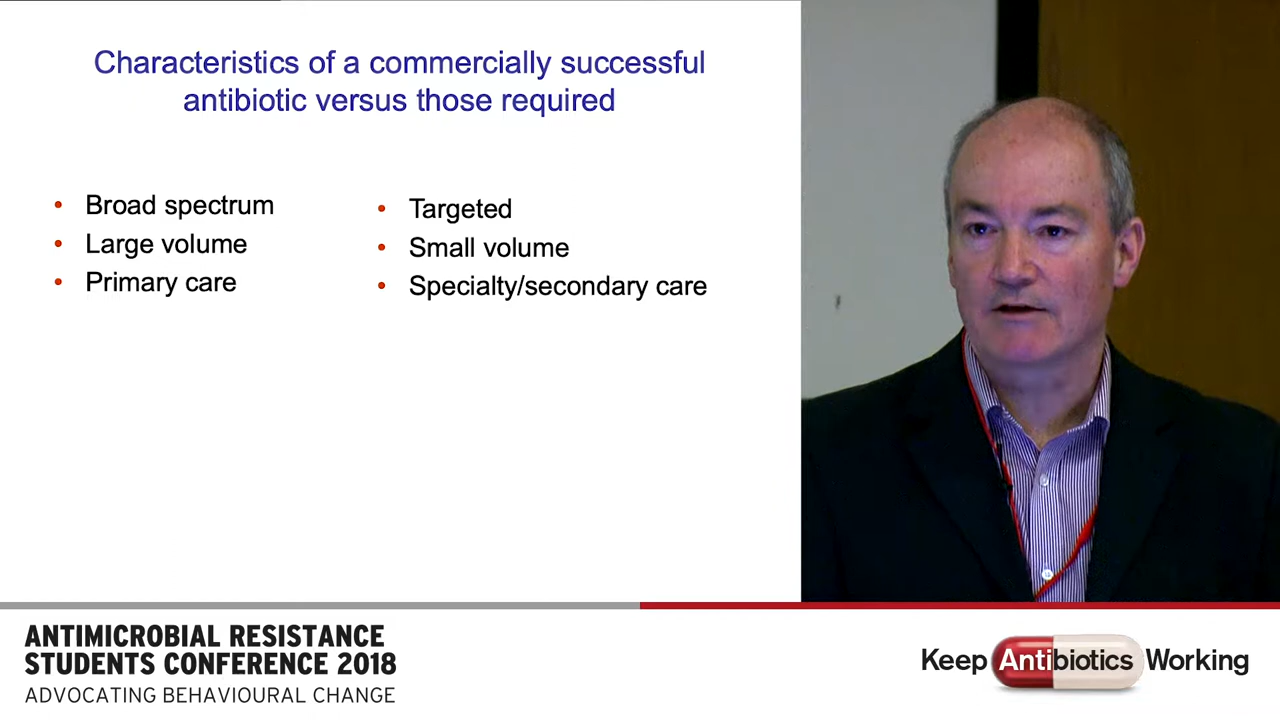 Characteristics of a commercially successful
antibiotic versus those required
• Broad spectrum
• Large volume
• Primary care
• Targeted
• Small volume
• Specialty/secondary care
ANTIMICROBIAL RESISTANCE
STUDENTS CONFERENCE 2018
ADVOCATING BEHAVIOURAL CHANGE
Keep Antibiotics Working